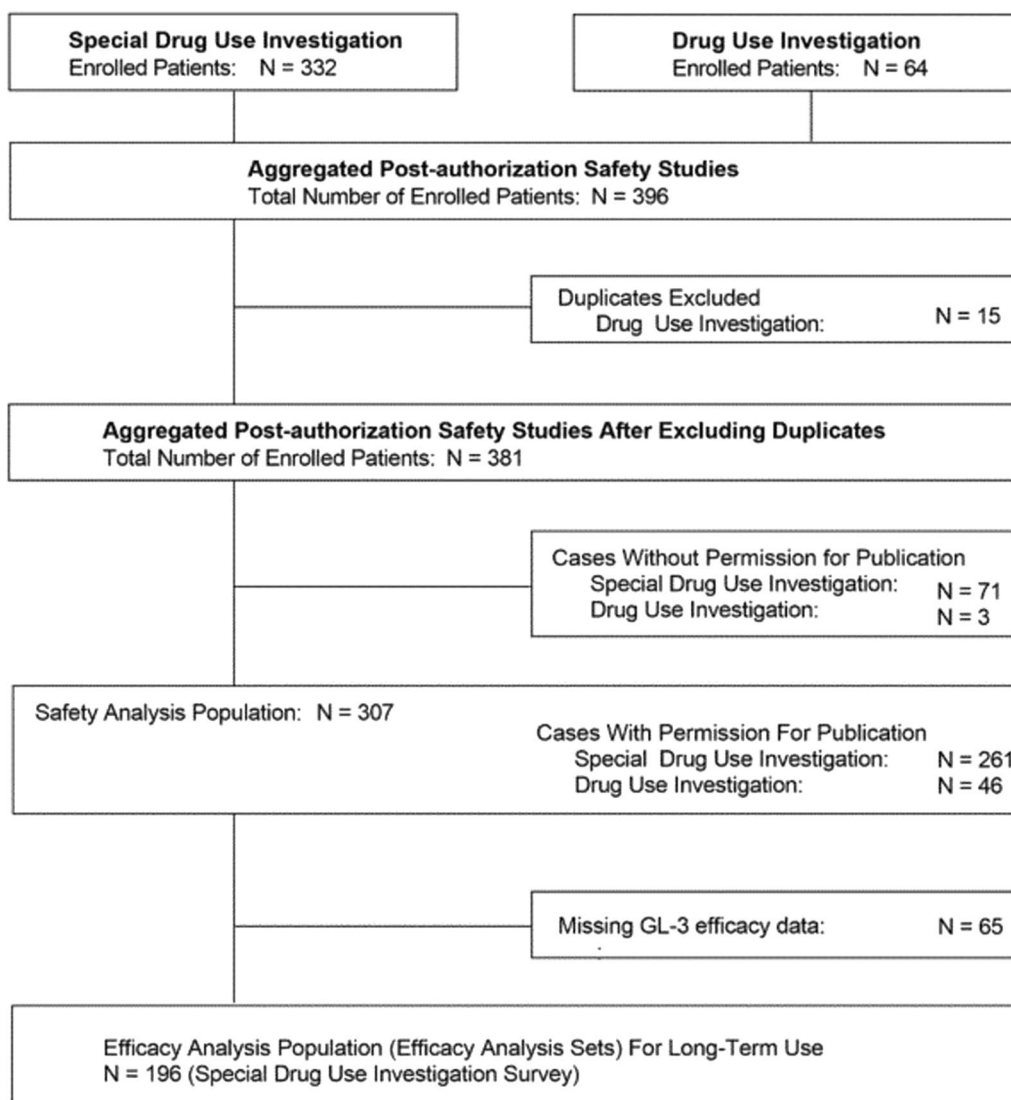 Special Drug Use Investigation
Enrolled Patients: N = 332
Drug Use Investigation
Enrolled Patients: N = 64
Aggregated Post-authorization Safety Studies
Total Number of Enrolled Patients: N = 396
Duplicates Excluded
Drug Use Investigation: N = 15
Aggregated Post-authorization Safety Studies After Excluding Duplicates
Total Number of Enrolled Patients: N = 381
Cases Without Permission for Publication
Special Drug Use Investigation: N = 71
Drug Use Investigation: N = 3
Safety Analysis Population: N = 307
Cases With Permission For Publication
Special Drug Use Investigation: N = 261
Drug Use Investigation: N = 46
Missing GL-3 efficacy data: N = 65
Efficacy Analysis Population (Efficacy Analysis Sets) For Long-Term Use
N = 196 (Special Drug Use Investigation Survey)